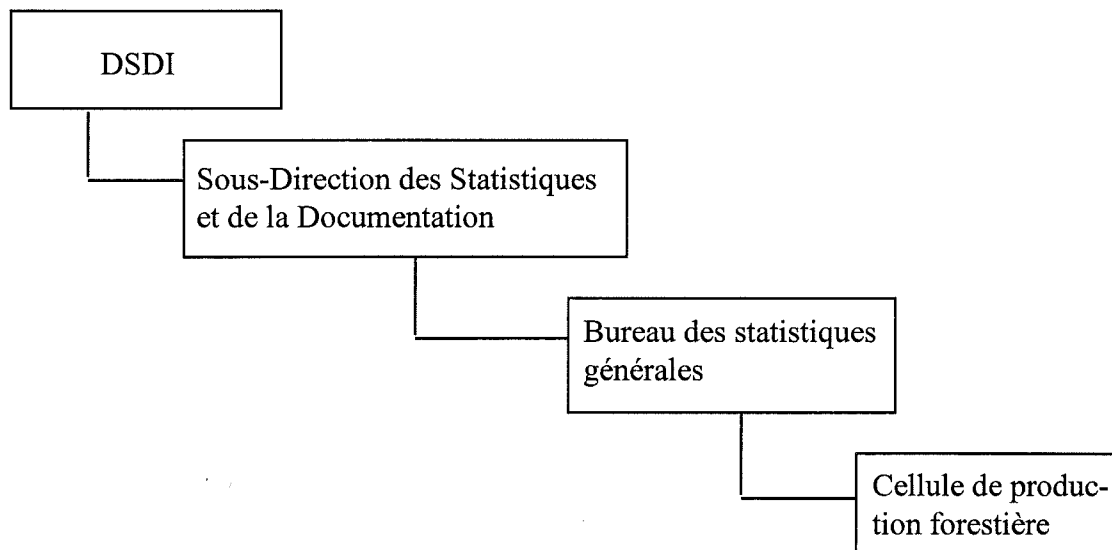 DSDI
Sous-Direction des Statistiques
et de la Documentation
Bureau des statistiques
générales
Cellule de produc-
tion forestière